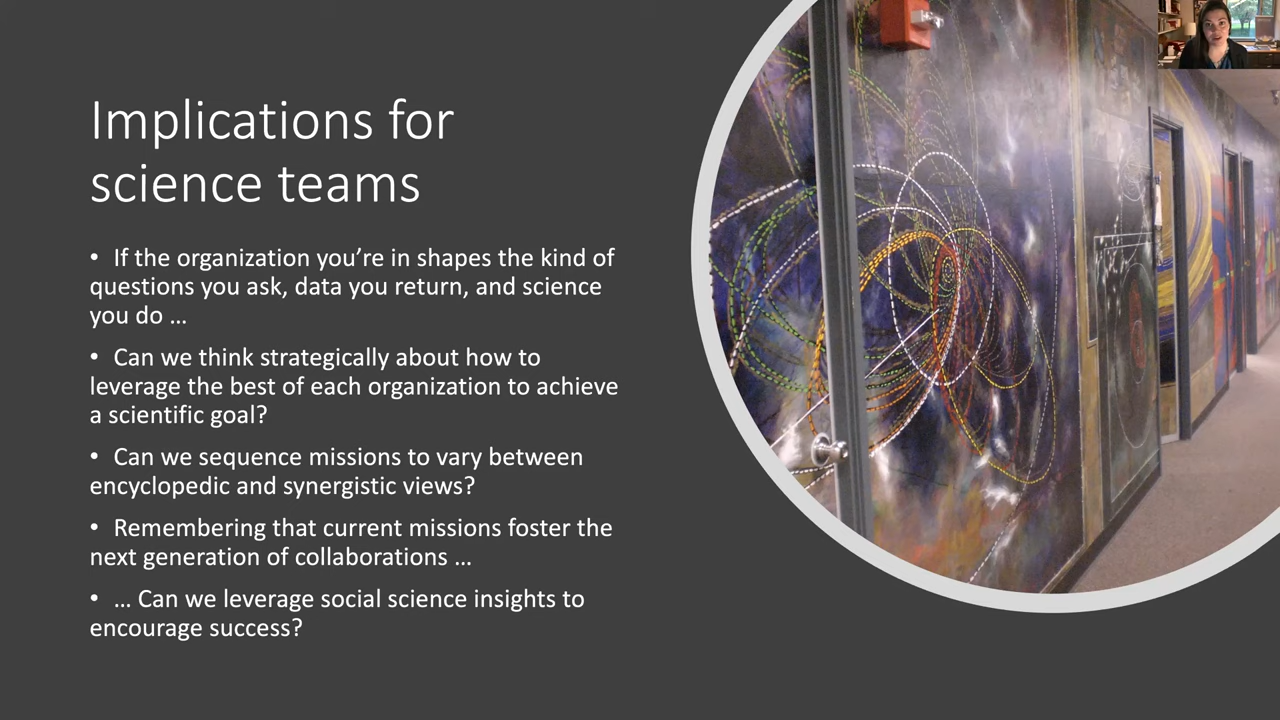 Implications for
science teams
• If the organization you’re in shapes the kind of
questions you ask, data you return, and science
you do …
• Can we think strategically about how to
leverage the best of each organization to achieve
a scientific goal?
• Can we sequence missions to vary between
encyclopedic and synergistic views?
• Remembering that current missions foster the
next generation of collaborations …
• … Can we leverage social science insights to
encourage success?